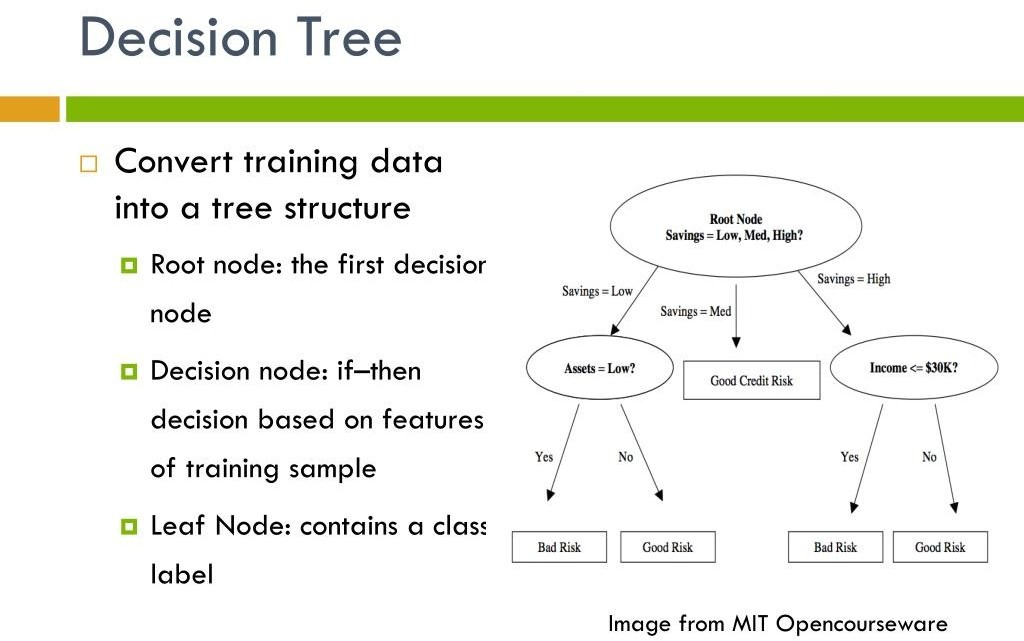 Decision Tree
Convert training data
into a tree structure
Root node: the first decision
node
Decision node: if–then
decision based on features
of training sample
Leaf Node: contains a class
label
Root Node
Savings = Low, Med, High?
Savings = Low
Savings = Med
Savings = High
Assets = Low?
Good Credit Risk
Income <= $30K?
Yes
No
Yes
No
Bad Risk
Good Risk
Bad Risk
Good Risk
Image from MIT Opencourseware